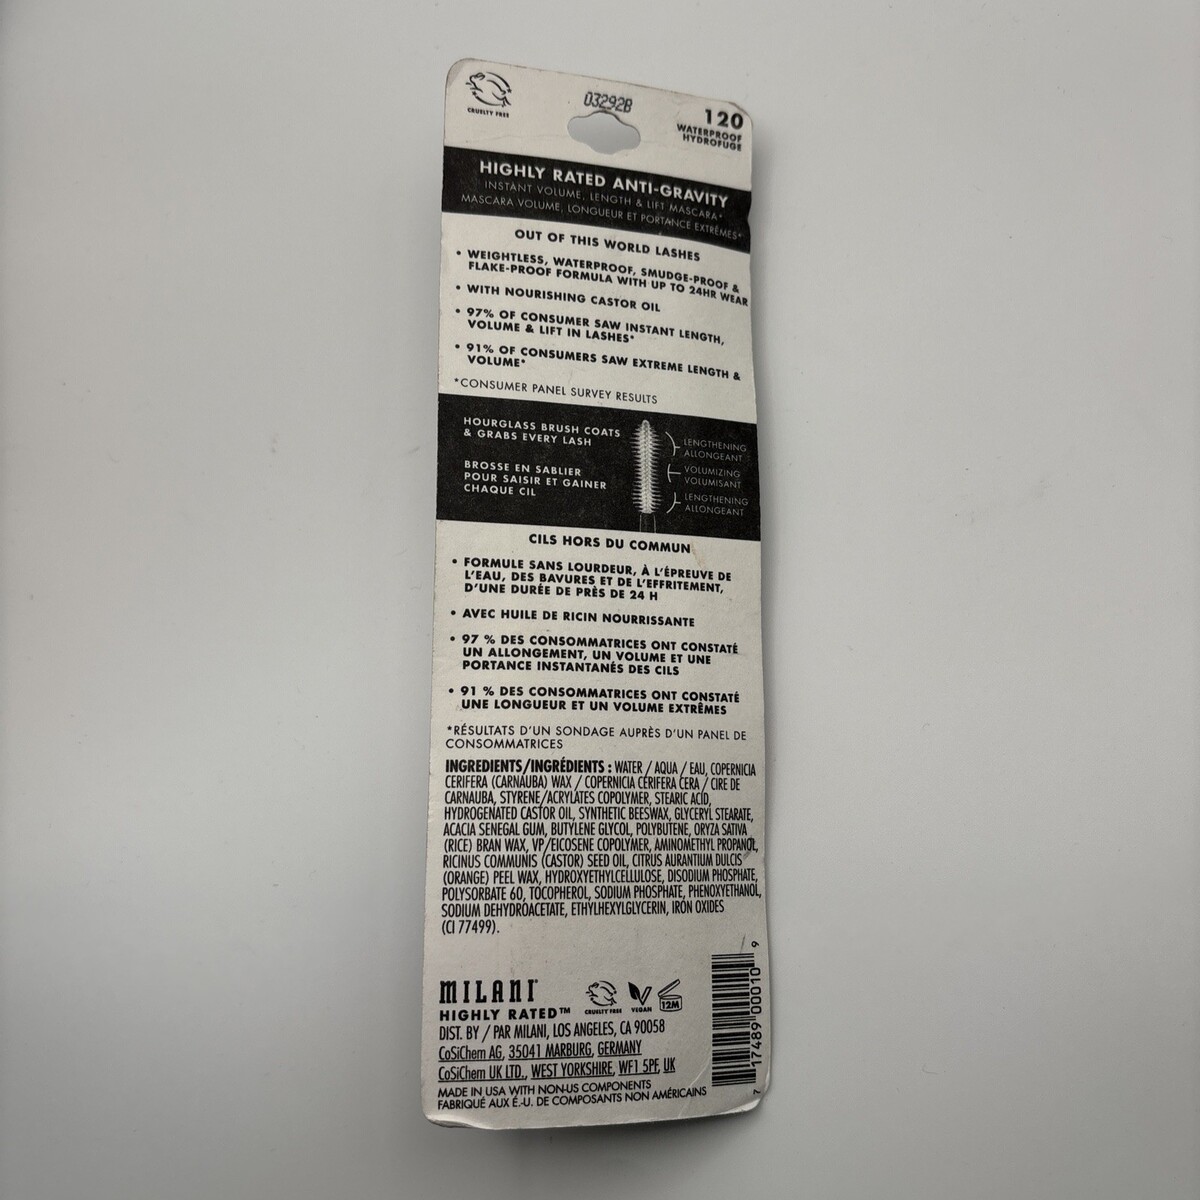 CRUELTY FREE
03292B
120
WATERPROOF
HYDROFUGE
HIGHLY RATED ANTI-GRAVITY
INSTANT VOLUME, LENGTH & LIFT MASCARA*
MASCARA VOLUME, LONGUEUR ET PORTANCE EXTRÊMES*
OUT OF THIS WORLD LASHES
• WEIGHTLESS, WATERPROOF, SMUDGE-PROOF &
FLAKE-PROOF FORMULA WITH UP TO 24HR WEAR
• WITH NOURISHING CASTOR OIL
• 97% OF CONSUMER SAW INSTANT LENGTH,
VOLUME & LIFT IN LASHES*
• 91% OF CONSUMERS SAW EXTREME LENGTH &
VOLUME*
*CONSUMER PANEL SURVEY RESULTS
HOURGLASS BRUSH COATS
& GRABS EVERY LASH
BROSSE EN SABLIER
POUR SAISIR ET GAINER
CHAQUE CIL
LENGTHENING
ALLONGEANT
VOLUMIZING
VOLUMISANT
LENGTHENING
ALLONGEANT
CILS HORS DU COMMUN
• FORMULE SANS LOURDEUR, À L'ÉPREUVE DE
L'EAU, DES BAVURES ET DE L'EFFRITEMENT,
D'UNE DURÉE DE PRÈS DE 24 H
• AVEC HUILE DE RICIN NOURRISSANTE
• 97 % DES CONSOMMATRICES ONT CONSTATÉ
UN ALLONGEMENT, UN VOLUME ET UNE
PORTANCE INSTANTANÉS DES CILS
• 91 % DES CONSOMMATRICES ONT CONSTATÉ
UNE LONGUEUR ET UN VOLUME EXTRÊMES
*RÉSULTATS D'UN SONDAGE AUPRÈS D'UN PANEL DE
CONSOMMATRICES
INGREDIENTS/INGRÉDIENTS : WATER / AQUA / EAU, COPERNICIA
CERIFERA (CARNAUBA) WAX / COPERNICIA CERIFERA CERA / CIRE DE
CARNAUBA, STYRENE/ACRYLATES COPOLYMER, STEARIC ACID,
HYDROGENATED CASTOR OIL, SYNTHETIC BEESWAX, GLYCERYL STEARATE,
ACACIA SENEGAL GUM, BUTYLENE GLYCOL, POLYBUTENE, ORYZA SATIVA
(RICE) BRAN WAX, VP/EICOSENE COPOLYMER, AMINOMETHYL PROPANOL,
RICINUS COMMUNIS (CASTOR) SEED OIL, CITRUS AURANTIUM DULCIS
(ORANGE) PEEL WAX, HYDROXYETHYLCELLULOSE, DISODIUM PHOSPHATE,
POLYSORBATE 60, TOCOPHEROL, SODIUM PHOSPHATE, PHENOXYETHANOL,
SODIUM DEHYDROACETATE, ETHYLHEXYLGLYCERIN, IRON OXIDES
(CI 77499).
MILANI®
HIGHLY RATED™
CRUELTY FREE
VEGAN
12M
DIST. BY / PAR MILANI, LOS ANGELES, CA 90058
CoSiChem AG, 35041 MARBURG, GERMANY
CoSiChem UK LTD., WEST YORKSHIRE, WF1 5PF, UK
MADE IN USA WITH NON-US COMPONENTS
FABRIQUÉ AUX É.-U. DE COMPOSANTS NON AMÉRICAINS
7 17489 00010 9